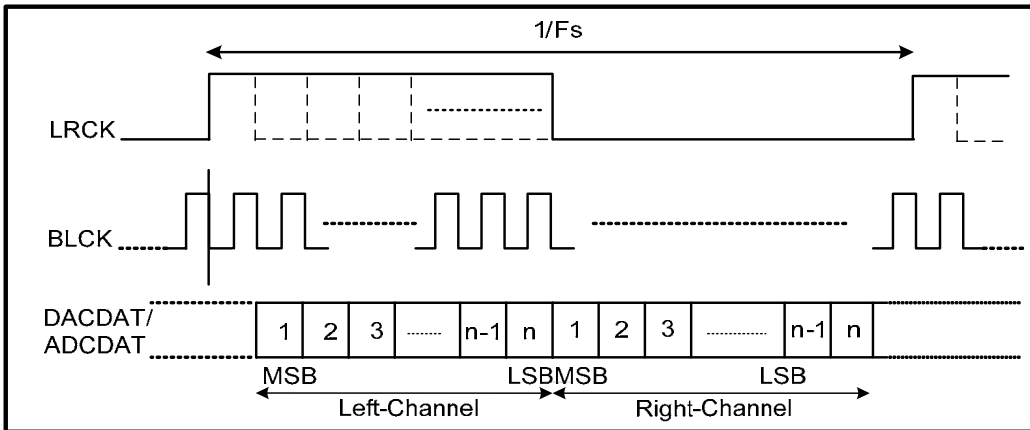 1/Fs
LRCK
BLCK
DACDAT/
ADCDAT
1 2 3 ........ n-1 n 1 2 3 ................ n-1 n
MSB LSB MSB LSB
Left-Channel Right-Channel